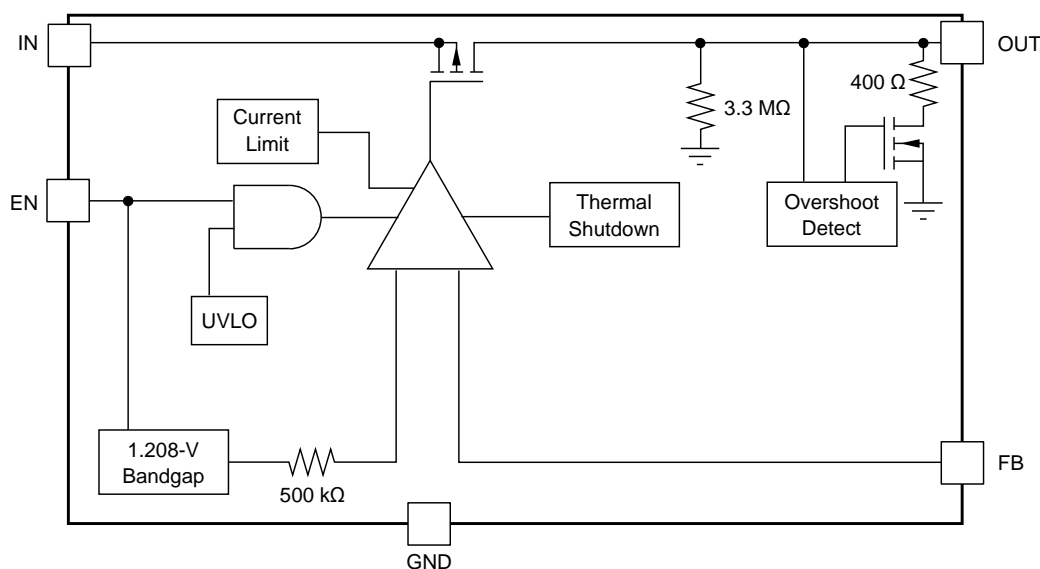 IN
OUT
400 Ω
3.3 MΩ
Current
Limit
EN
Thermal
Shutdown
Overshoot
Detect
UVLO
1.208-V
Bandgap
500 kΩ
FB
GND